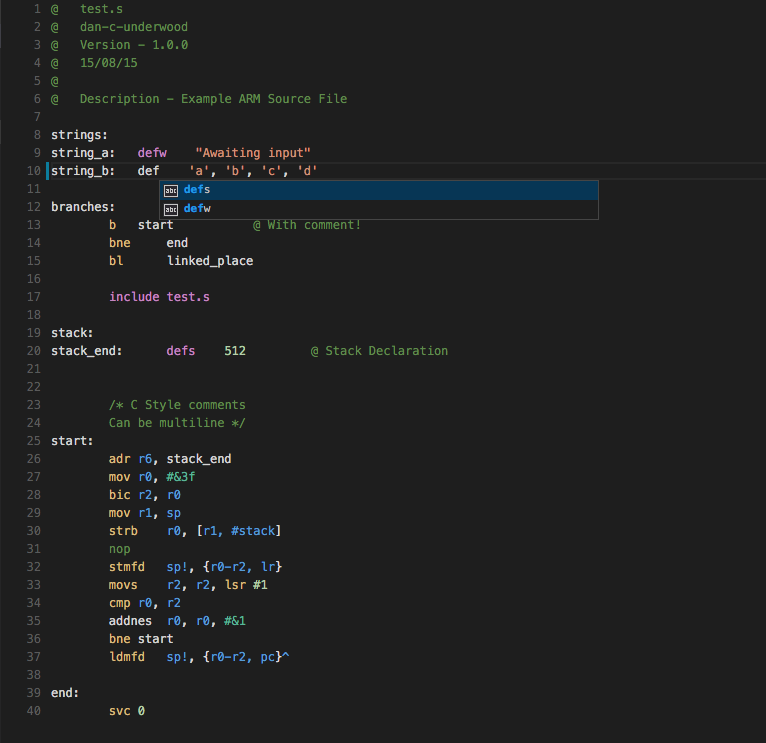 1 @   test.s
2 @   dan-c-underwood
3 @   Version - 1.0.0
4 @   15/08/15
5 @
6 @   Description - Example ARM Source File
7
8 strings:
9 string_a:   defw    "Awaiting input"
10 string_b:   def    'a', 'b', 'c', 'd'
11 abc defs
12 branches: abc defw
13         b   start           @ With comment!
14         bne     end
15         bl      linked_place
16
17         include test.s
18
19 stack:
20 stack_end:      defs    512         @ Stack Declaration
21
22
23         /* C Style comments
24         Can be multiline */
25 start:
26         adr r6, stack_end
27         mov r0, #&3f
28         bic r2, r0
29         mov r1, sp
30         strb    r0, [r1, #stack]
31         nop
32         stmfd   sp!, {r0-r2, lr}
33         movs    r2, r2, lsr #1
34         cmp r0, r2
35         addnes  r0, r0, #&1
36         bne start
37         ldmfd   sp!, {r0-r2, pc}^
38
39 end:
40         svc 0